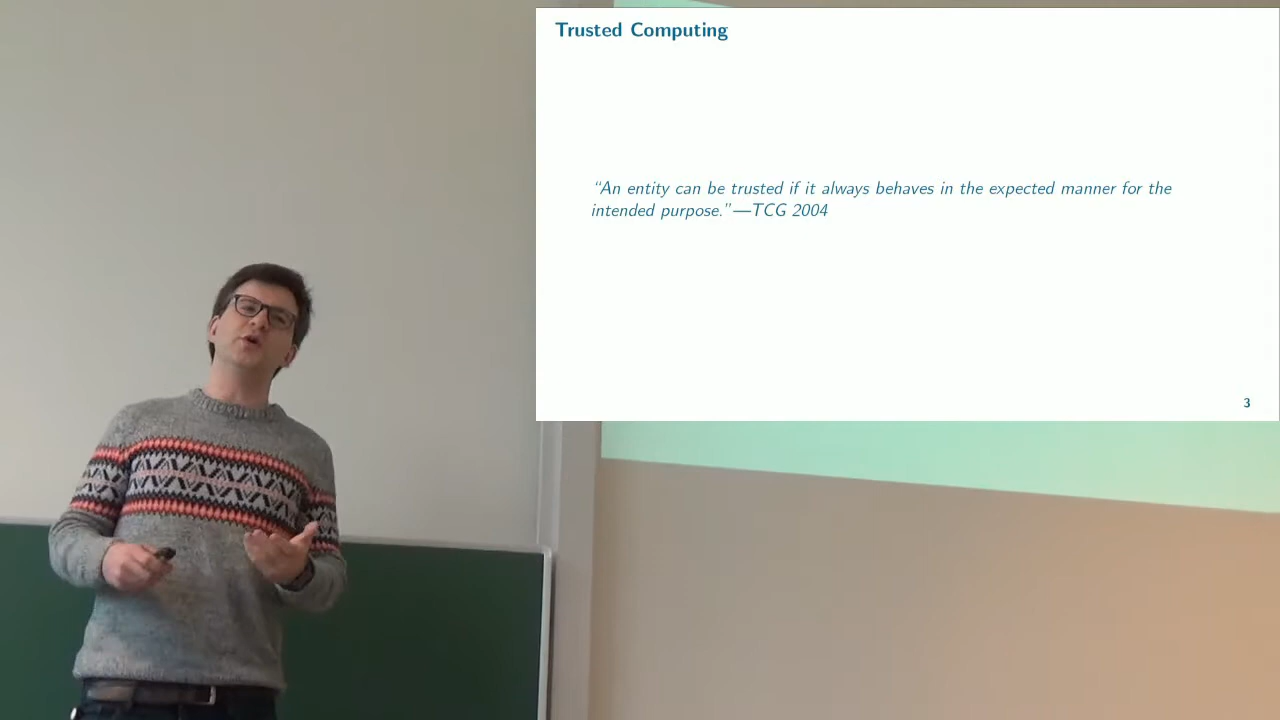 Trusted Computing
“An entity can be trusted if it always behaves in the expected manner for the
intended purpose.”—TCG 2004
3